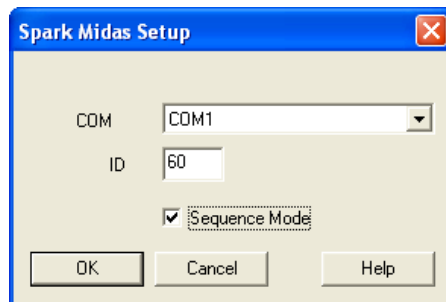 Spark Midas Setup
COM COM1
ID 60
Sequence Mode
OK Cancel Help